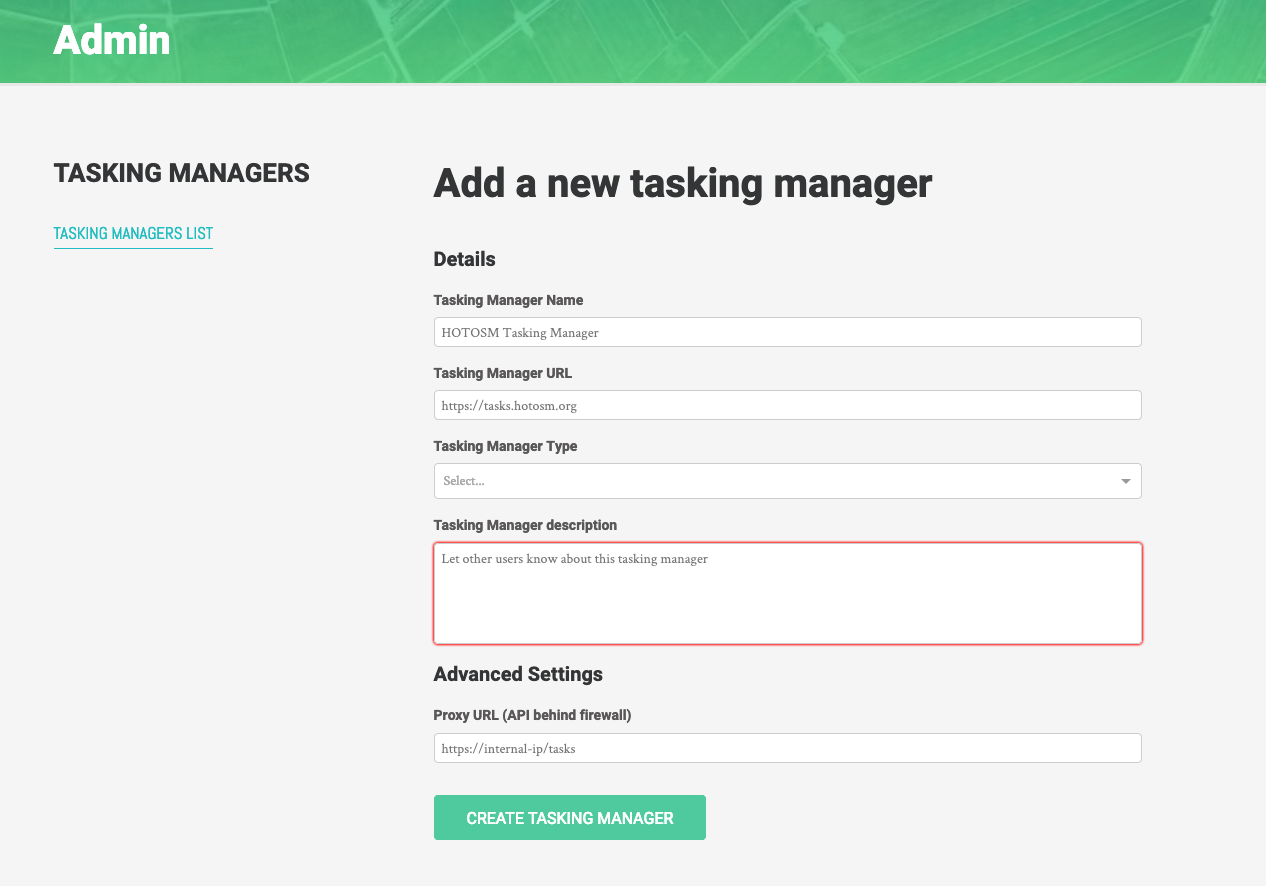 Admin
TASKING MANAGERS
TASKING MANAGERS LIST
Add a new tasking manager
Details
Tasking Manager Name
HOTOSM Tasking Manager
Tasking Manager URL
https://tasks.hotosm.org
Tasking Manager Type
Select...
Tasking Manager description
Let other users know about this tasking manager
Advanced Settings
Proxy URL (API behind firewall)
https://internal-ip/tasks
CREATE TASKING MANAGER